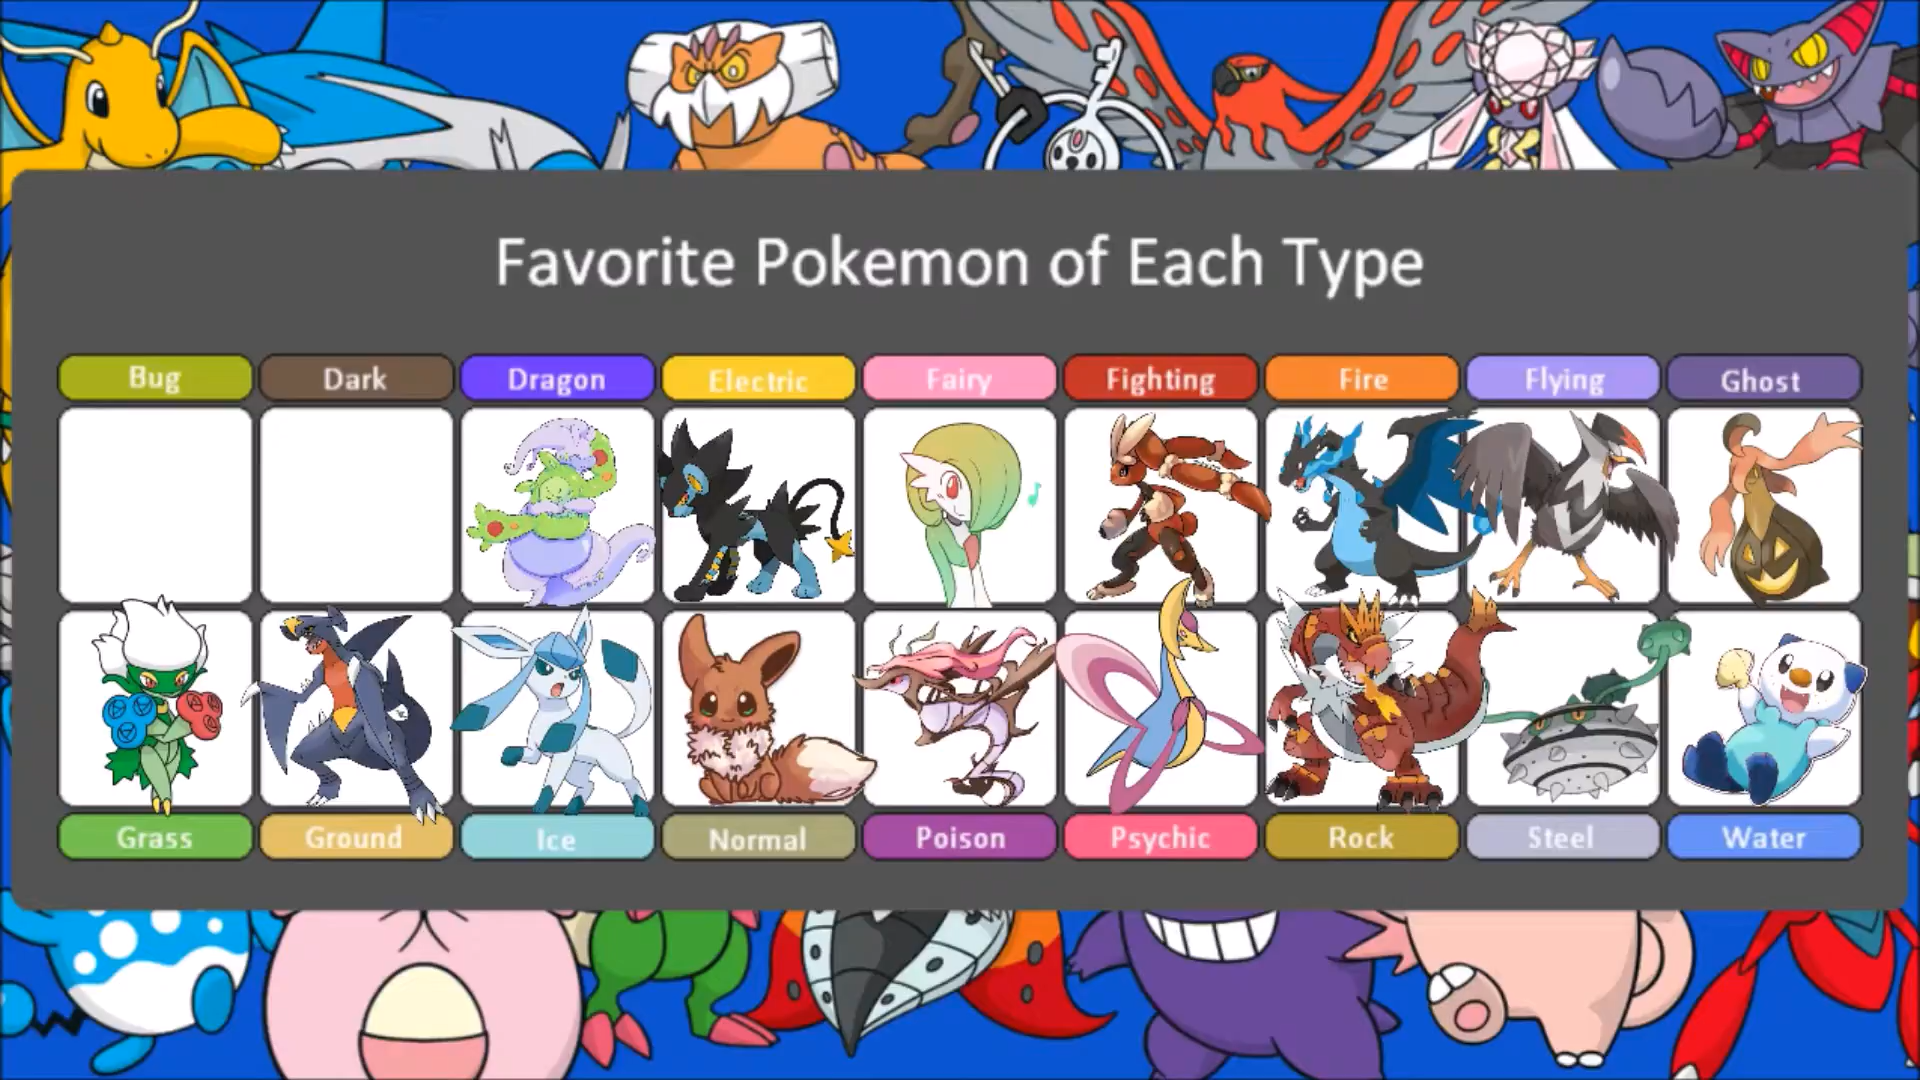 Favorite Pokemon of Each Type
Bug
Dark
Dragon
Electric
Fairy
Fighting
Fire
Flying
Ghost
Grass
Ground
Ice
Normal
Poison
Psychic
Rock
Steel
Water